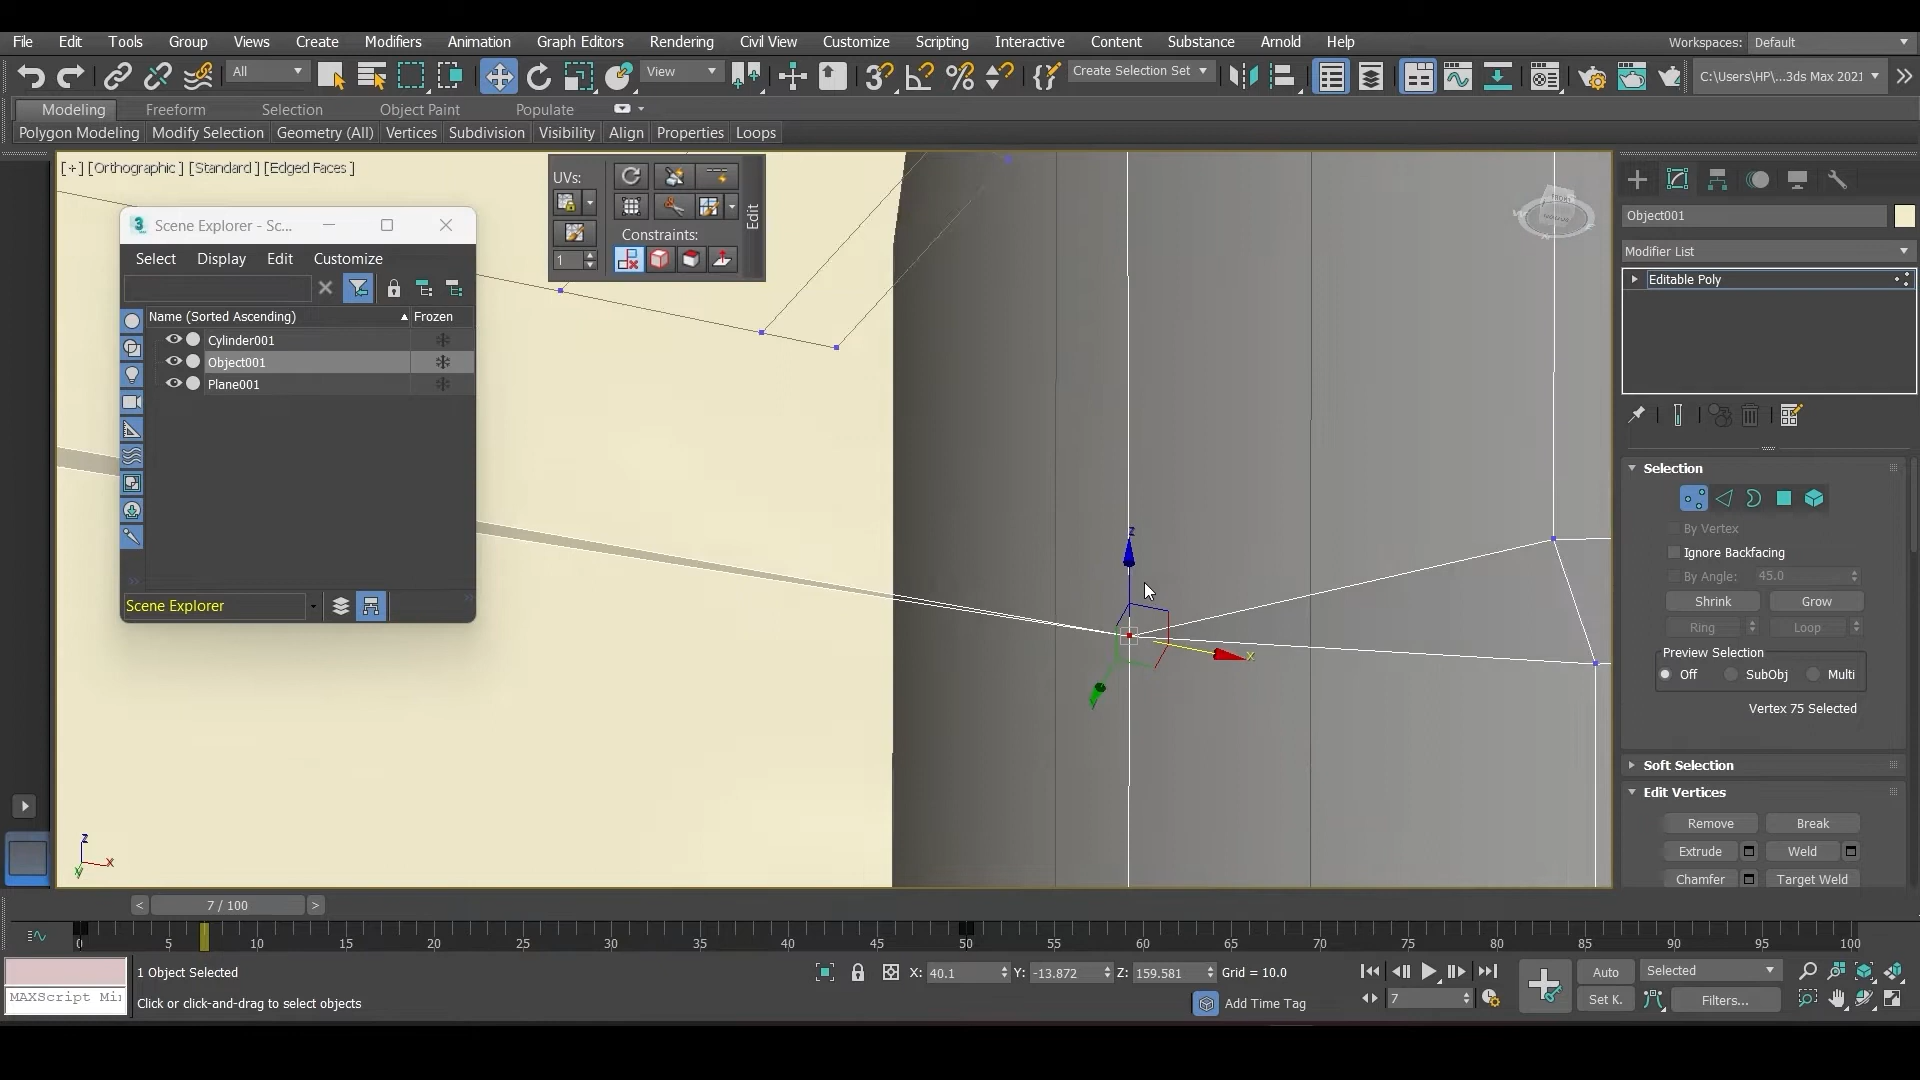 File Edit Tools Group Views Create Modifiers Animation Graph Editors Rendering Civil View Customize Scripting Interactive Content Substance Arnold Help Workspaces: Default
All View Create Selection Set C:\Users\HP\...3ds Max 2021
Modeling Freeform Selection Object Paint Populate
Polygon Modeling Modify Selection Geometry (All) Vertices Subdivision Visibility Align Properties Loops
[+] [Orthographic ] [Standard ] [Edged Faces ]
UVs:
Constraints:
1
Edit
Scene Explorer - Sc...
Select Display Edit Customize
Name (Sorted Ascending) Frozen
Cylinder001
Object001
Plane001
Scene Explorer
z
x
z
x
y
FRONT
Object001
Modifier List
Editable Poly
Selection
By Vertex
Ignore Backfacing
By Angle: 45.0
Shrink Grow
Ring Loop
Preview Selection
Off SubObj Multi
Vertex 75 Selected
Soft Selection
Edit Vertices
Remove Break
Extrude Weld
Chamfer Target Weld
< 7 / 100 >
0 5 10 15 20 25 30 35 40 45 50 55 60 65 70 75 80 85 90 95 100
1 Object Selected X: 40.1 Y: -13.872 Z: 159.581 Grid = 10.0 Auto Selected
MAXScript Mi
Click or click-and-drag to select objects Add Time Tag 7 Set K. Filters...